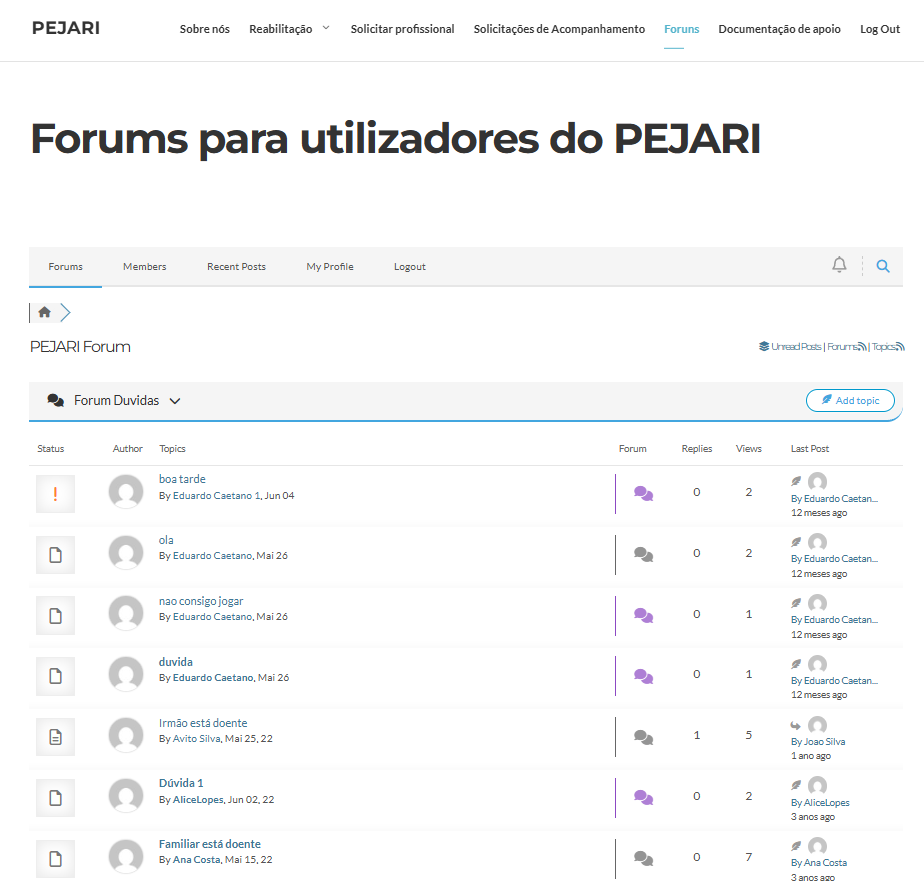 PEJARI
Sobre nós Reabilitação Solicitar profissional Solicitações de Acompanhamento Foruns Documentação de apoio Log Out
Forums para utilizadores do PEJARI
Forums Members Recent Posts My Profile Logout
PEJARI Forum
Unread Posts | Forums | Topics
Forum Duvidas
Add topic
Status Author Topics Forum Replies Views Last Post
boa tarde
By Eduardo Caetano 1, Jun 04
0 2
By Eduardo Caetan...
12 meses ago
ola
By Eduardo Caetano, Mai 26
0 2
By Eduardo Caetan...
12 meses ago
nao consigo jogar
By Eduardo Caetano, Mai 26
0 1
By Eduardo Caetan...
12 meses ago
duvida
By Eduardo Caetano, Mai 26
0 1
By Eduardo Caetan...
12 meses ago
Irmão está doente
By Avito Silva, Mai 25, 22
1 5
By Joao Silva
1 ano ago
Dúvida 1
By AliceLopes, Jun 02, 22
0 2
By AliceLopes
3 anos ago
Familiar está doente
By Ana Costa, Mai 15, 22
0 7
By Ana Costa
3 anos ago